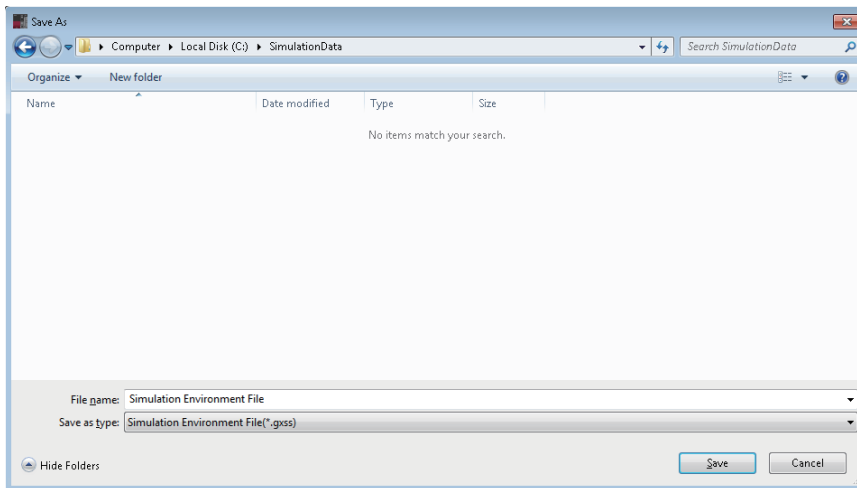 Save As
Computer Local Disk (C:) SimulationData
Search SimulationData
Organize New folder
Name Date modified Type Size
No items match your search.
File name: Simulation Environment File
Save as type: Simulation Environment File(*.gxss)
Hide Folders Save Cancel